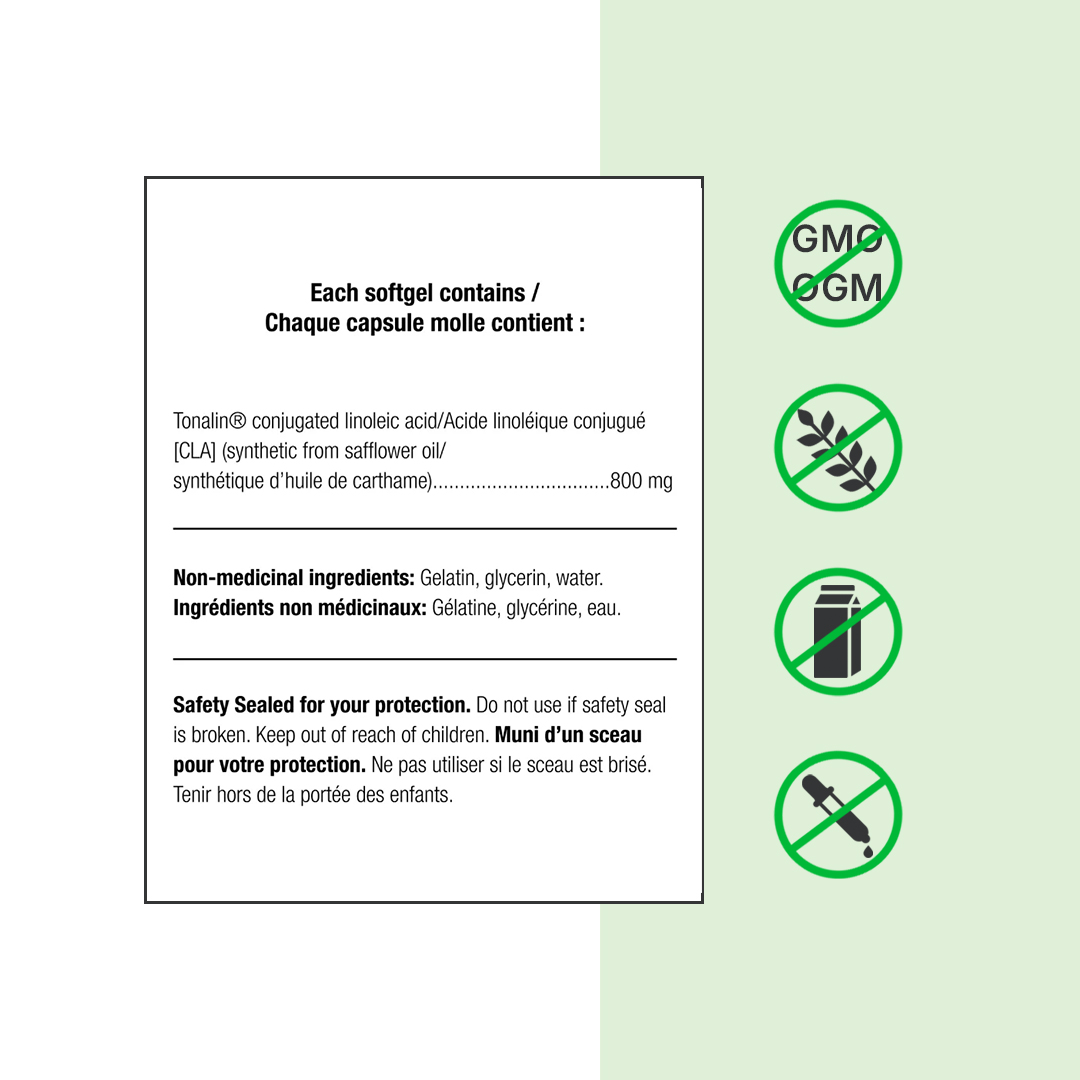 Each softgel contains /
Chaque capsule molle contient :
Tonalin® conjugated linoleic acid/Acide linoléique conjugué
[CLA] (synthetic from safflower oil/
synthétique d’huile de carthame).................................800 mg
Non-medicinal ingredients: Gelatin, glycerin, water.
Ingrédients non médicinaux: Gélatine, glycérine, eau.
Safety Sealed for your protection. Do not use if safety seal
is broken. Keep out of reach of children. Muni d’un sceau
pour votre protection. Ne pas utiliser si le sceau est brisé.
Tenir hors de la portée des enfants.
GMO
OGM